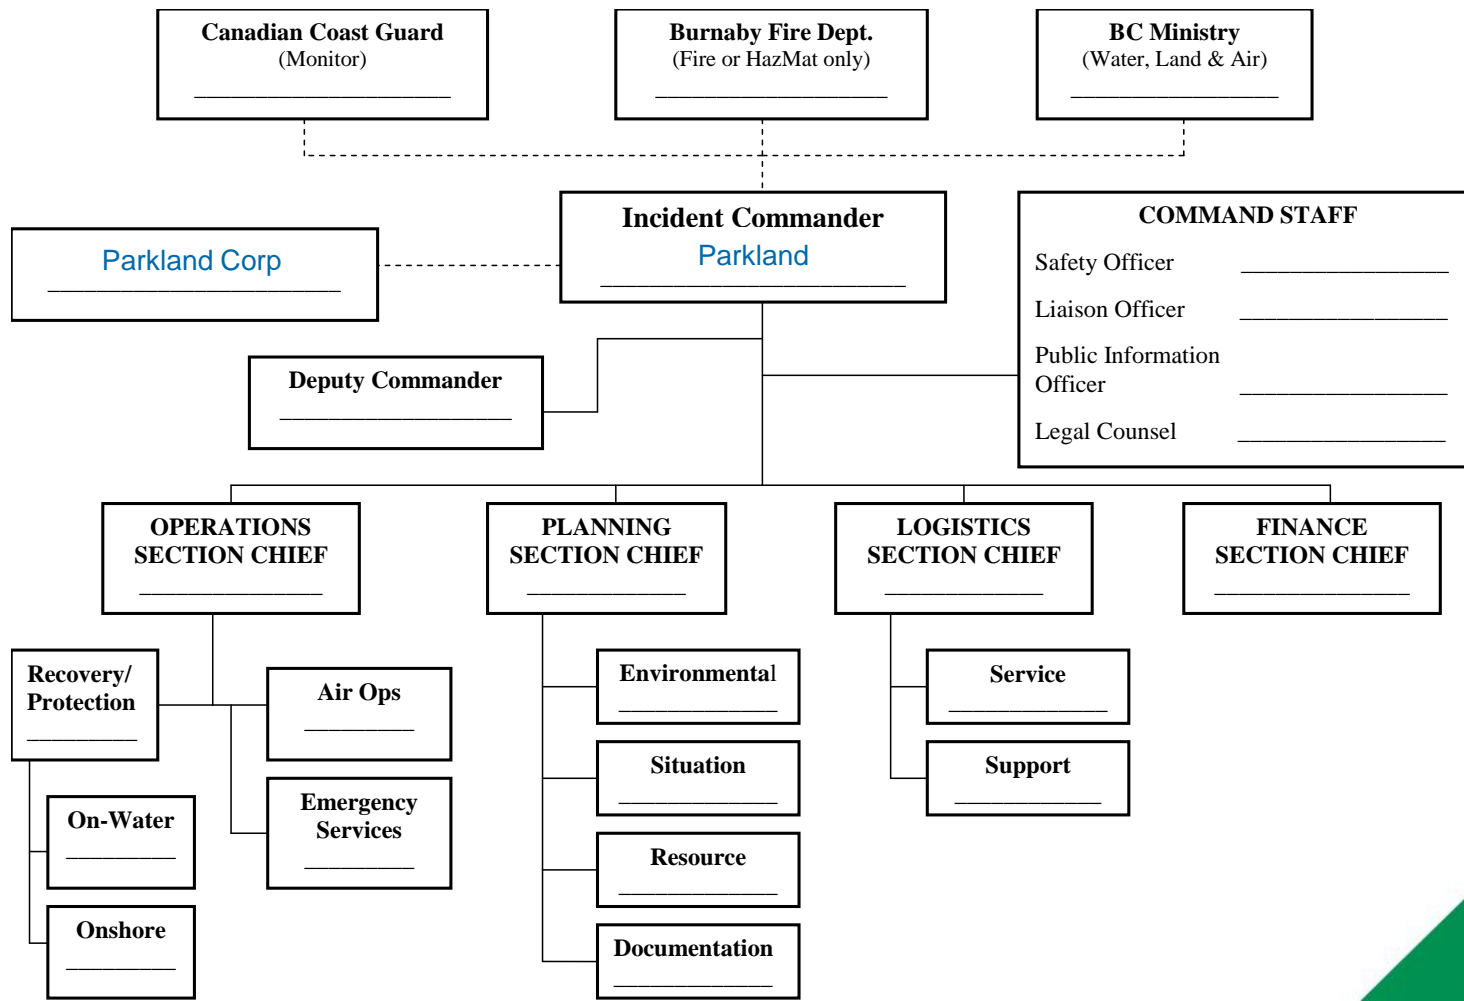 Canadian Coast Guard
(Monitor)
Burnaby Fire Dept.
(Fire or HazMat only)
BC Ministry
(Water, Land & Air)
Incident Commander
Parkland
Parkland Corp
COMMAND STAFF
Safety Officer
Liaison Officer
Public Information
Officer
Legal Counsel
Deputy Commander
OPERATIONS
SECTION CHIEF
PLANNING
SECTION CHIEF
LOGISTICS
SECTION CHIEF
FINANCE
SECTION CHIEF
Recovery/
Protection
Air Ops
Emergency
Services
On-Water
Onshore
Environmental
Situation
Resource
Documentation
Service
Support